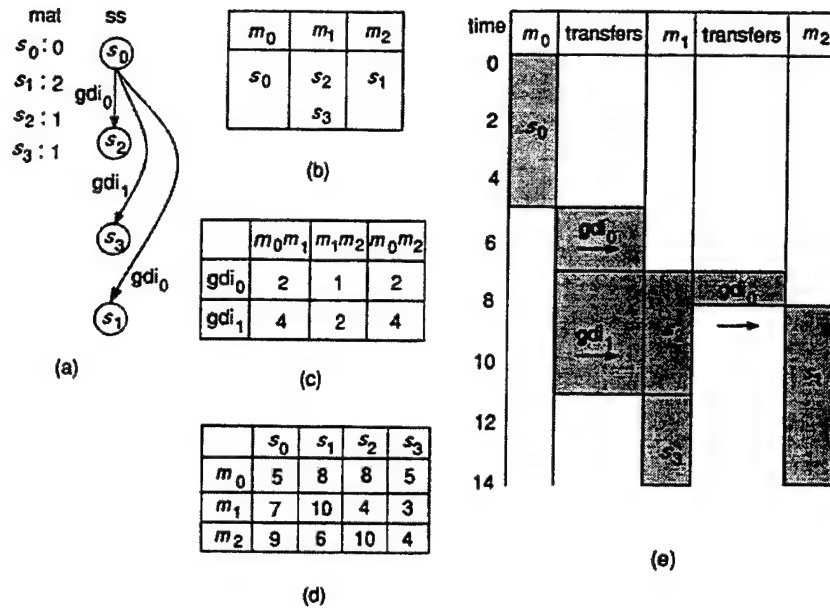 mat ss
s0 : 0
s1 : 2
s2 : 1
s3 : 1
s0
gdi0
s2
gdi1
s3
gdi0
s1
(a)
m0 m1 m2
s0 s2 s1
s3
(b)
m0m1 m1m2 m0m2
gdi0 2 1 2
gdi1 4 2 4
(c)
s0 s1 s2 s3
m0 5 8 8 5
m1 7 10 4 3
m2 9 6 10 4
(d)
time m0 transfers m1 transfers m2
0
2
4
6
8
10
12
14
s0
gdi0
gdi1
gdi0
s3
(e)